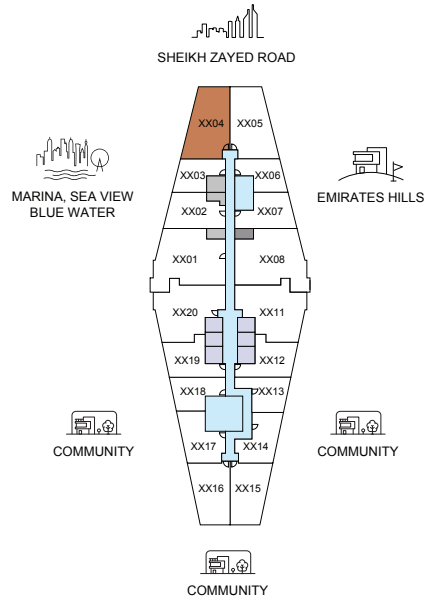 SHEIKH ZAYED ROAD
XX04
XX05
XX03
XX06
MARINA, SEA VIEW
BLUE WATER
EMIRATES HILLS
XX02
XX07
XX01
XX08
XX20
XX11
XX19
XX12
XX18
XX13
COMMUNITY
COMMUNITY
XX17
XX14
XX16
XX15
COMMUNITY